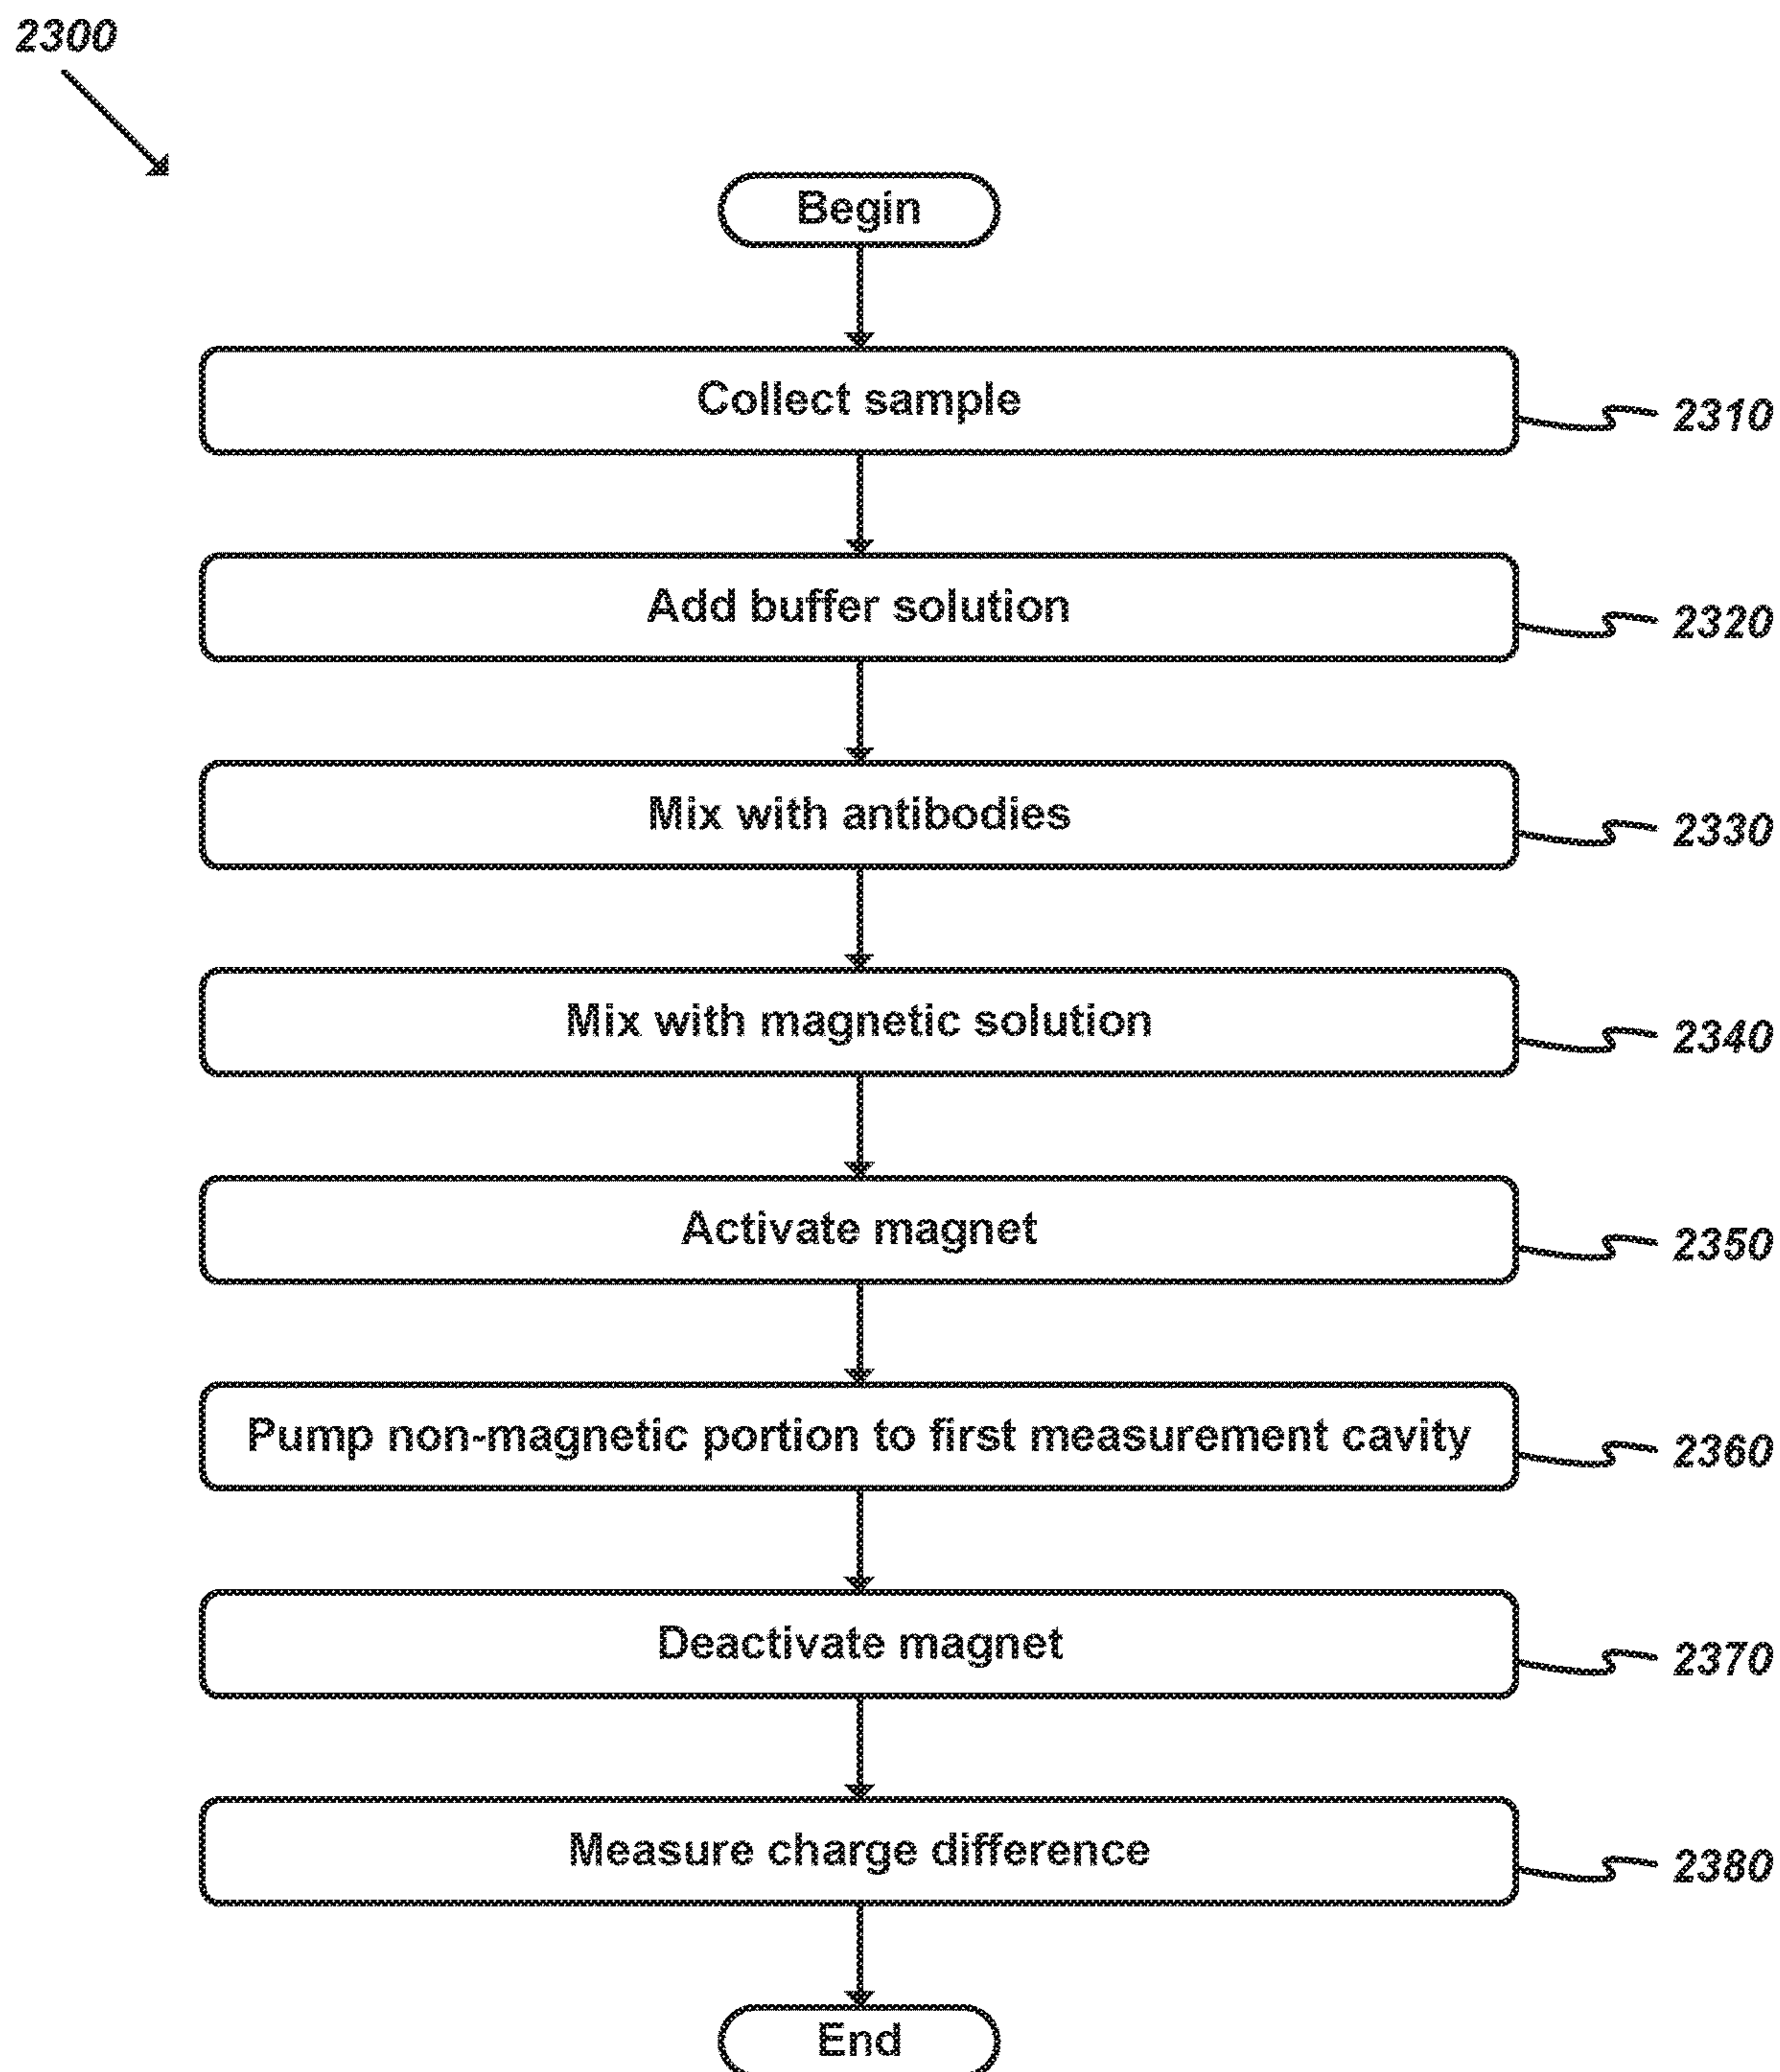 2300
Begin
Collect sample
2310
Add buffer solution
2320
Mix with antibodies
2330
Mix with magnetic solution
2340
Activate magnet
2350
Pump non-magnetic portion to first measurement cavity
2360
Deactivate magnet
2370
Measure charge difference
2380
End